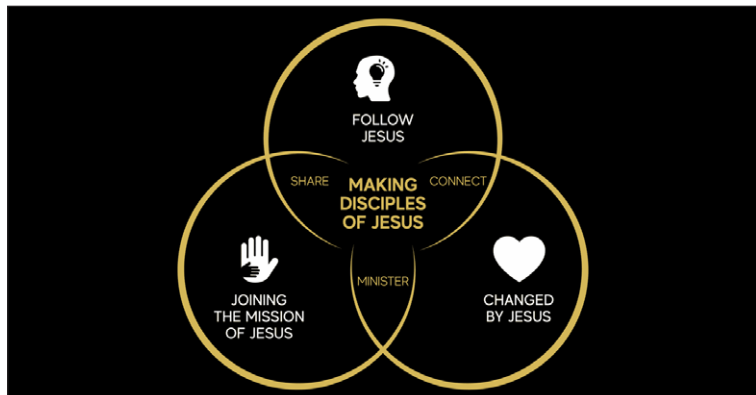 FOLLOW
JESUS
SHARE
MAKING
DISCIPLES
OF JESUS
CONNECT
MINISTER
JOINING
THE MISSION
OF JESUS
CHANGED
BY JESUS